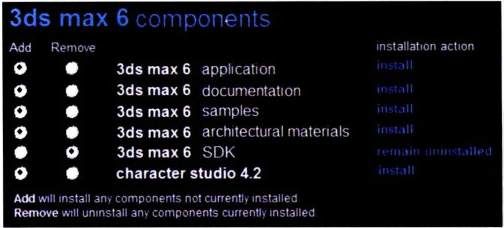 3ds max 6 components
Add Remove installation action
3ds max 6 application install
3ds max 6 documentation install
3ds max 6 samples install
3ds max 6 architectural materials install
3ds max 6 SDK remain uninstalled
character studio 4.2 install
Add will install any components not currently installed
Remove will uninstall any components currently installed.